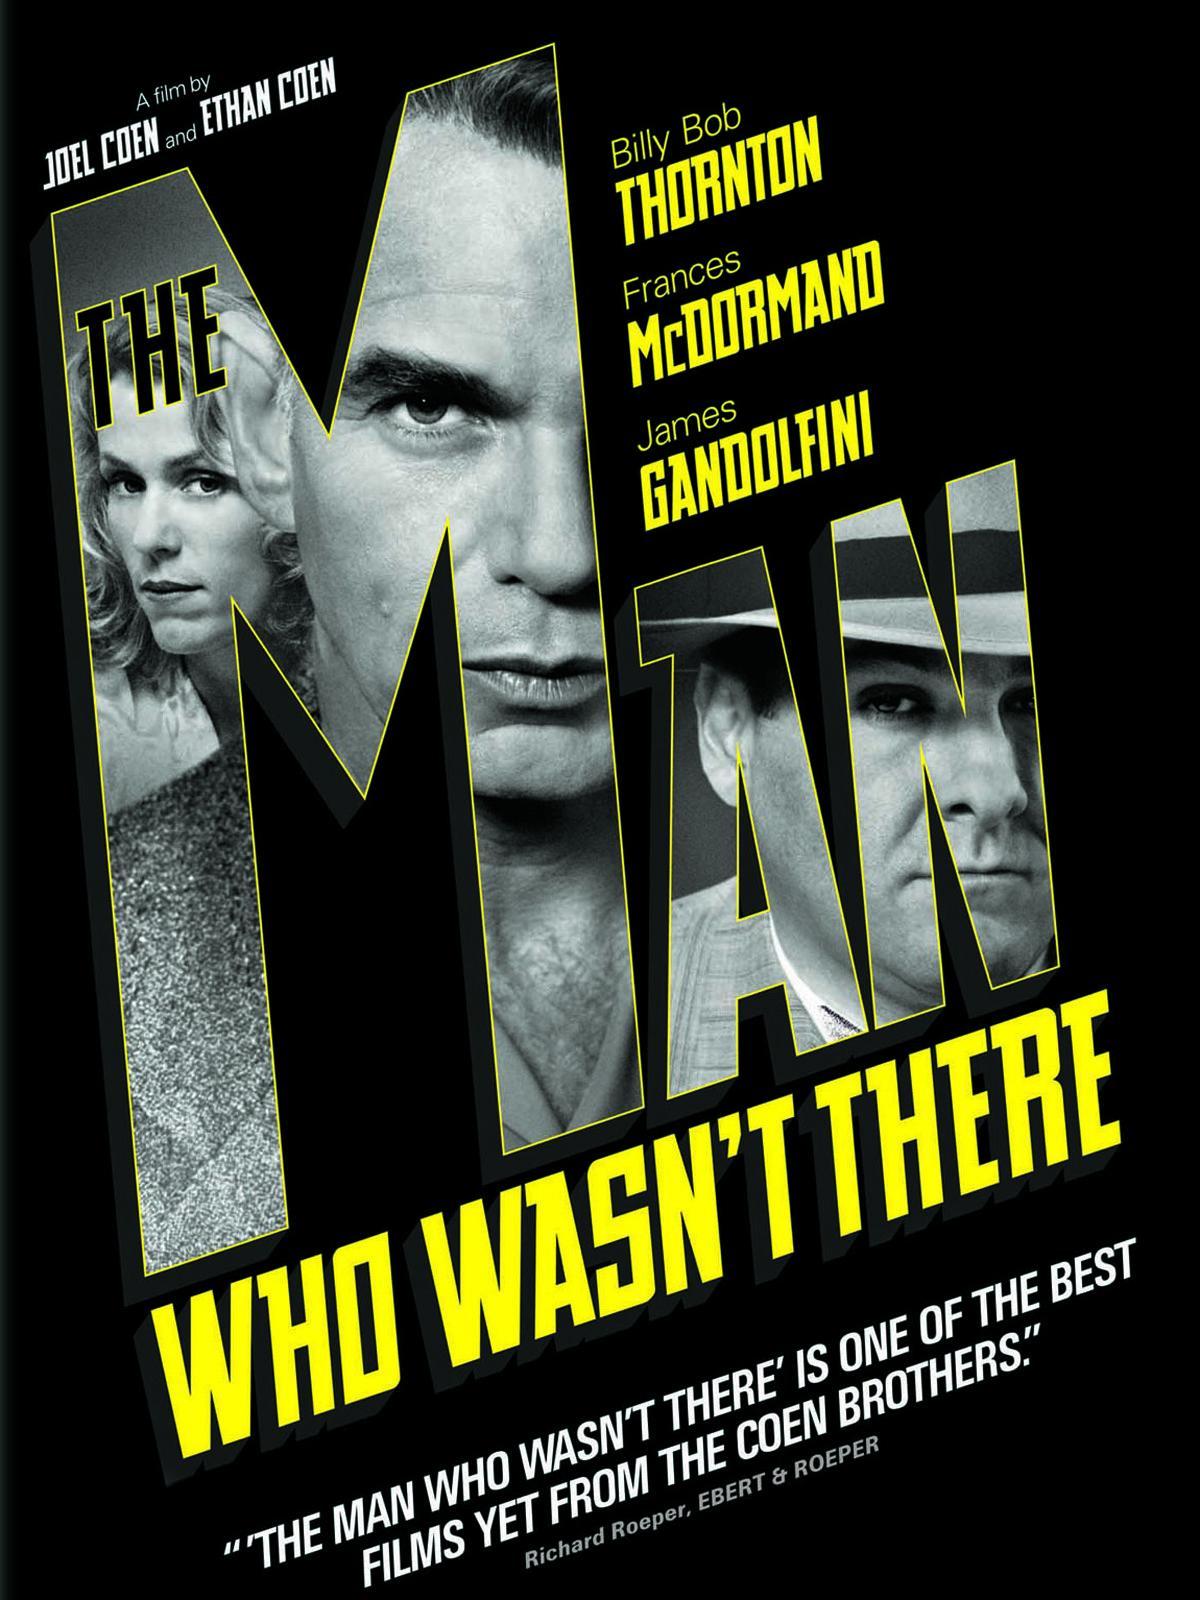 A film by
JOEL COEN and ETHAN COEN
Billy Bob
THORNTON
Frances
McDORMAND
James
GANDOLFINI
THE
MAN
WHO WASN'T THERE
“ 'THE MAN WHO WASN'T THERE' IS ONE OF THE BEST
FILMS YET FROM THE COEN BROTHERS.”
Richard Roeper, EBERT & ROEPER